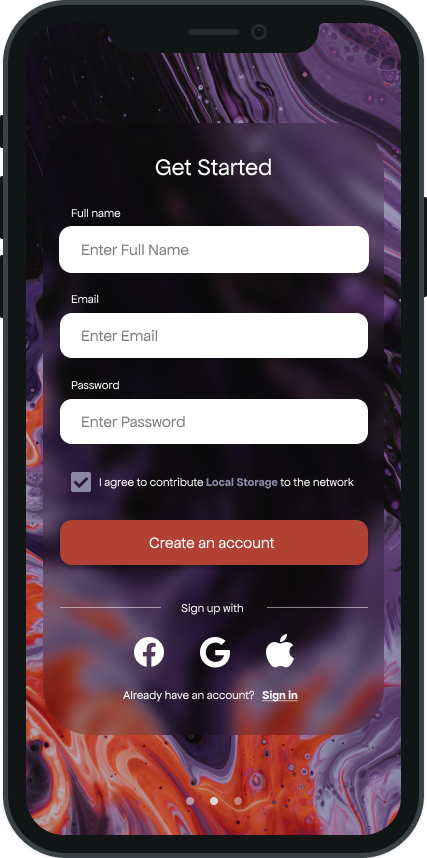 Get Started
Full name
Enter Full Name
Email
Enter Email
Password
Enter Password
I agree to contribute Local Storage to the network
Create an account
Sign up with
Already have an account? Sign in